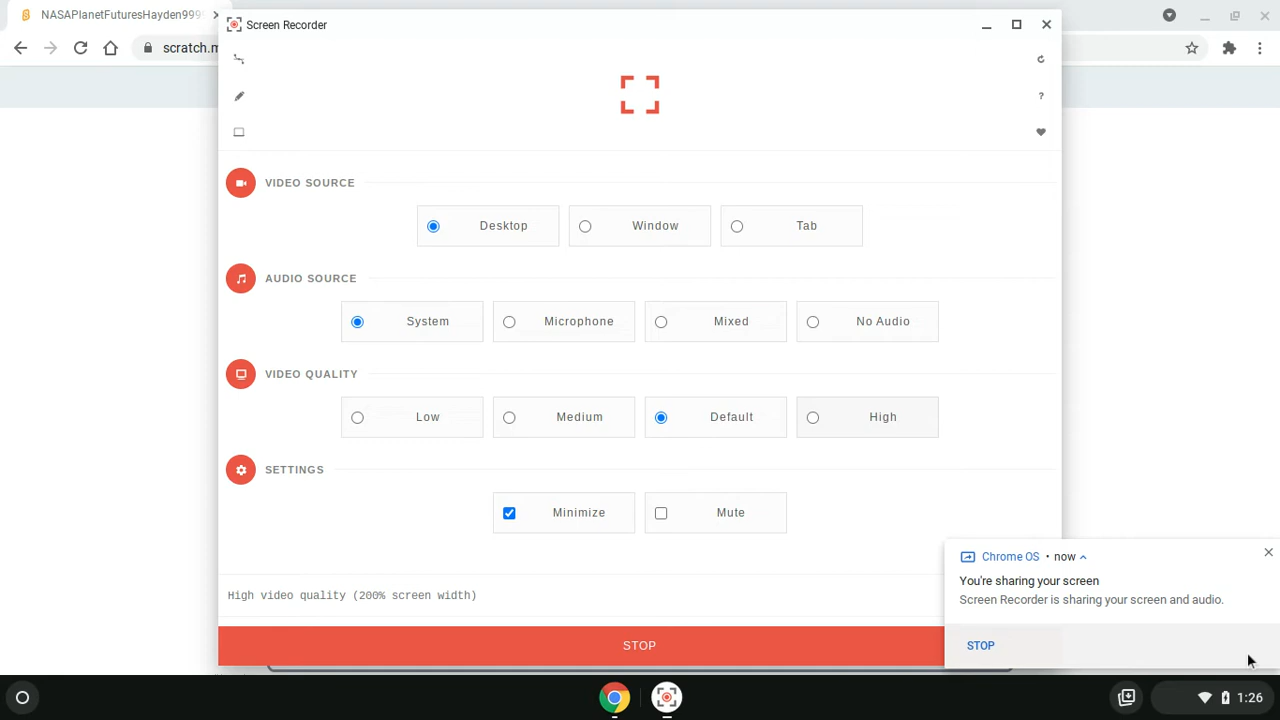 NASAPlanetFuturesHayden999
Screen Recorder
scratch.m
?
VIDEO SOURCE
Desktop
Window
Tab
AUDIO SOURCE
System
Microphone
Mixed
No Audio
VIDEO QUALITY
Low
Medium
Default
High
SETTINGS
Minimize
Mute
Chrome OS • now
You're sharing your screen
Screen Recorder is sharing your screen and audio.
High video quality (200% screen width)
STOP
STOP
1:26